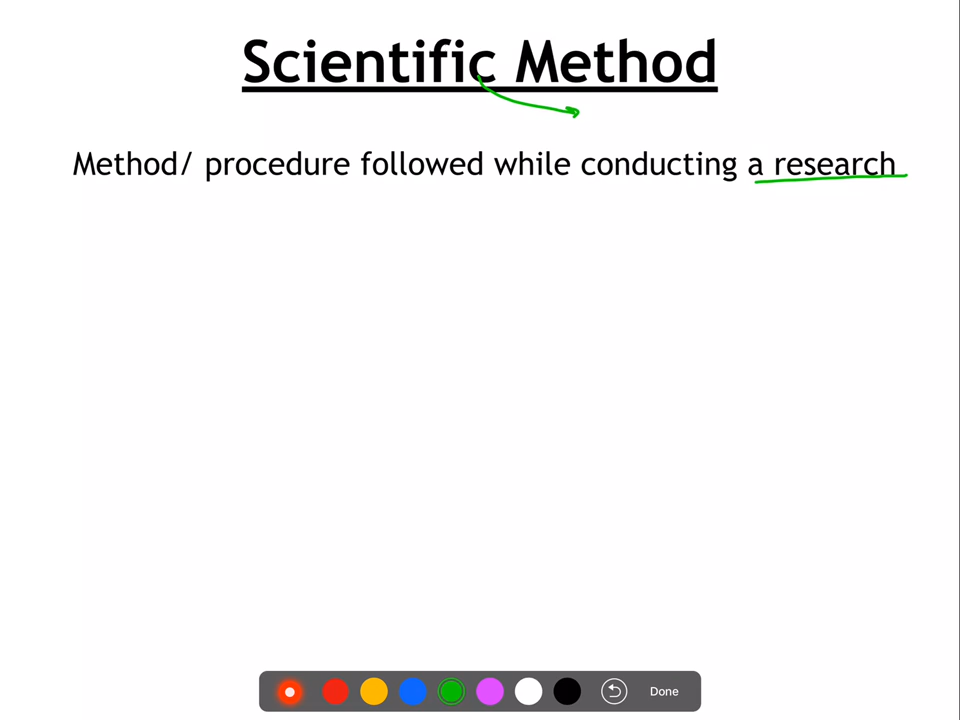 Scientific Method
Method/ procedure followed while conducting a research
Done